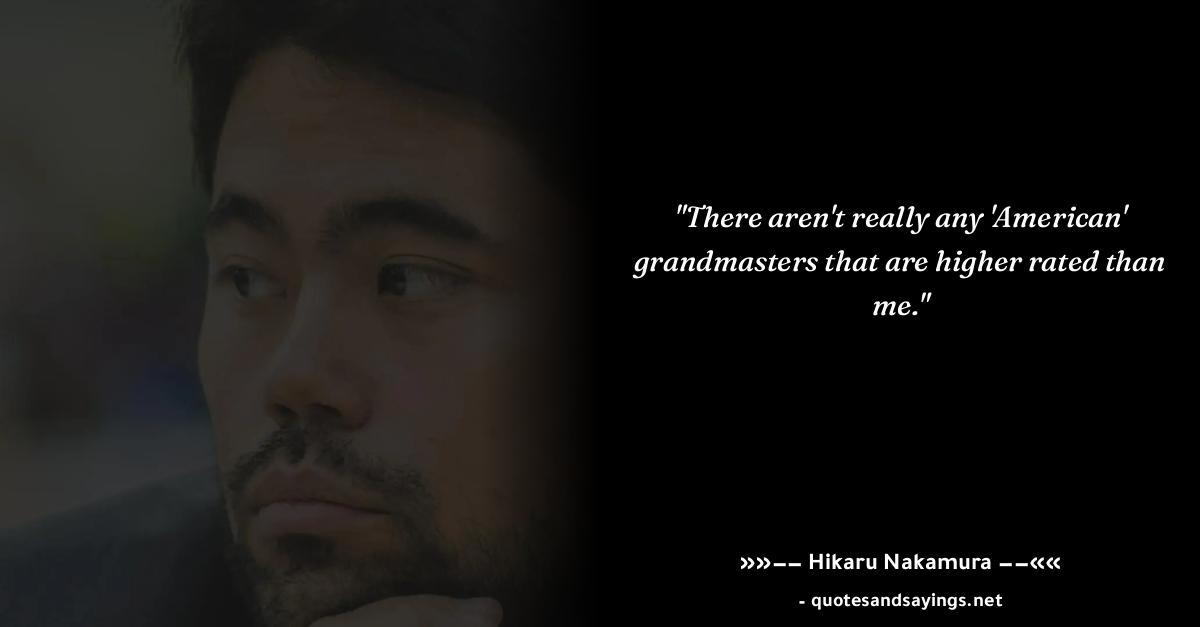 "There aren't really any 'American'
grandmasters that are higher rated than
me."
»»−− Hikaru Nakamura −−««
- quotesandsayings.net